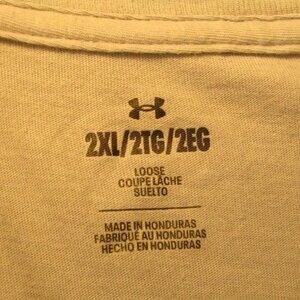 2XL/2TG/2EG
LOOSE
COUPE LÂCHE
SUELTO
MADE IN HONDURAS
FABRIQUÉ AU HONDURAS
HECHO EN HONDURAS